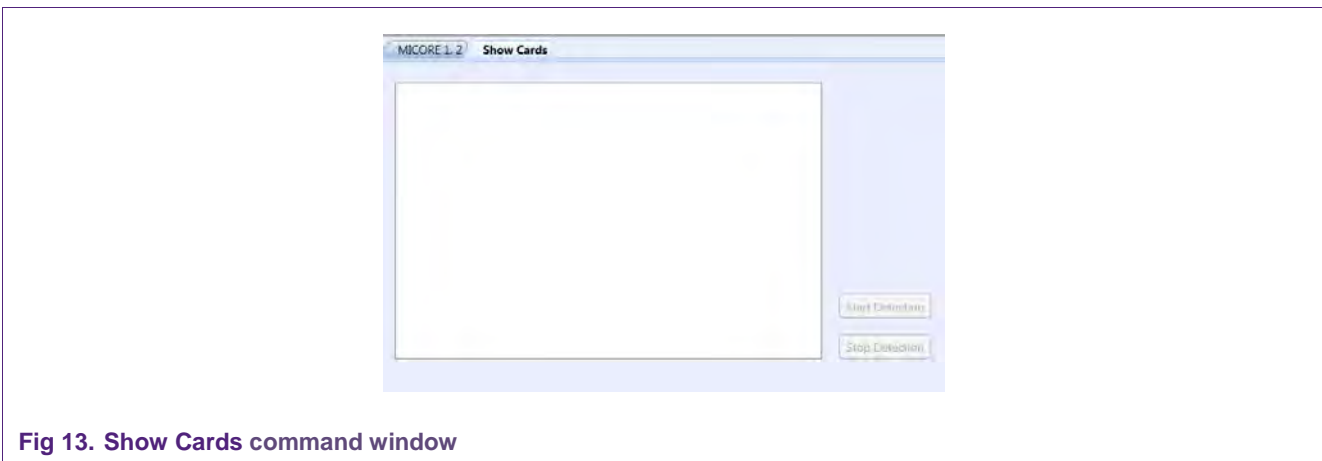 MICORE 1, 2 Show Cards
Start Detection
Stop Detection
Fig 13. Show Cards command window